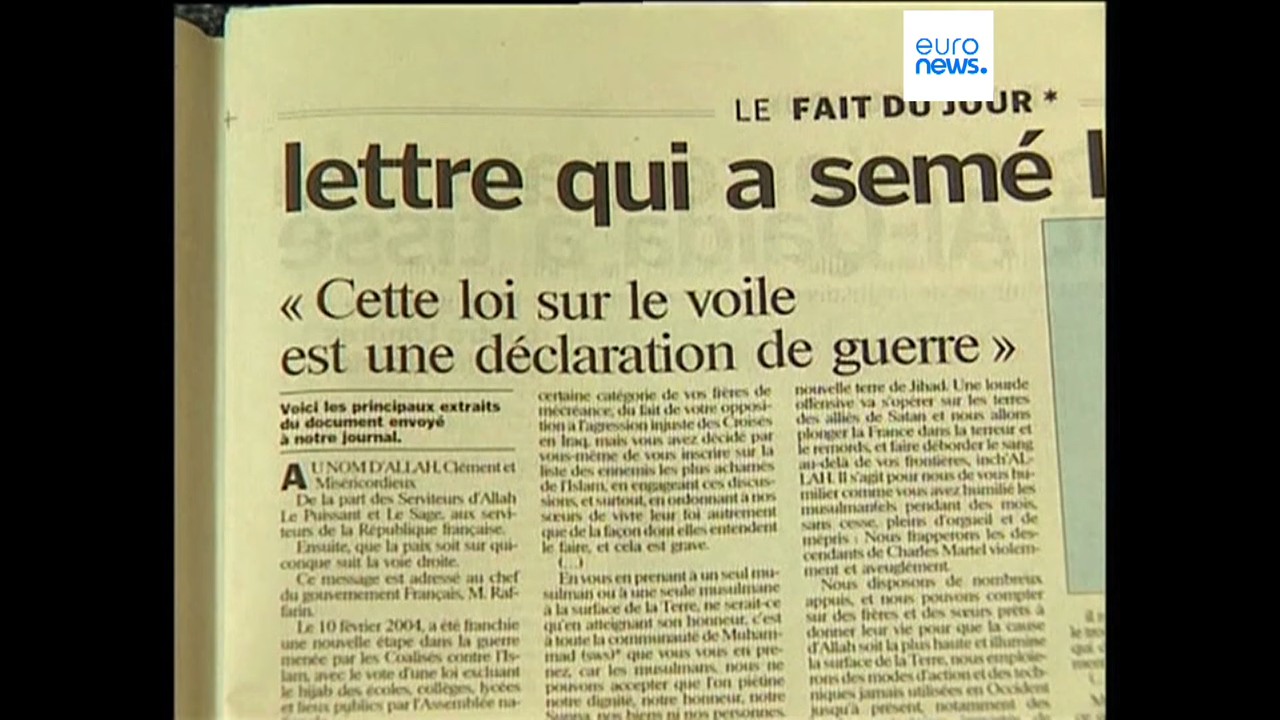 euro
news.
LE FAIT DU JOUR *
lettre qui a semé l
« Cette loi sur le voile
est une déclaration de guerre »
Voici les principaux extraits
du document envoyé
à notre journal.
AU NOM D'ALLAH, Clément et
Miséricordieux
De la part des Serviteurs d'Allah
Le Puissant et Le Sage, aux servi-
teurs de la République française.
Ensuite, que la paix soit sur qui-
conque suit la voie droite.
Ce message est adressé au chef
du gouvernement Français, M. Raf-
farin.
Le 10 février 2004, a été franchie
une nouvelle étape dans la guerre
menée par les Coalisés contre l'Is-
lam, avec le vote d'une loi excluant
le hijab des écoles, collèges, lycées
et lieux publics par l'Assemblée na-
certaine catégorie de vos frères de
mécréance, du fait de votre opposi-
tion à l'agression injuste des Croisés
en Iraq, mais vous avez décidé par
vous-même de vous inscrire sur la
liste des ennemis les plus acharnés
de l'Islam, en engageant ces discus-
sions, et surtout, en ordonnant à nos
sœurs de vivre leur foi autrement
que de la façon dont elles entendent
le faire, et cela est grave.
(...)
En vous en prenant à un seul mu-
sulman ou à une seule musulmane
à la surface de la Terre, ne serait-ce
qu'en atteignant son honneur, c'est
à toute la communauté de Muham-
mad (saws)* que vous vous en pre-
nez, car les musulmans, nous ne
pouvons accepter que l'on piétine
notre dignité, notre honneur, notre
Sunna, nos biens ni nos personnes.
nouvelle terre de Jihad. Une lourde
offensive va s'opérer sur les terres
des alliés de Satan et nous allons
plonger la France dans la terreur et
le remords, et faire déborder le sang
au-delà de vos frontières, inch'AL-
LAH. Il s'agit pour nous de vous hu-
milier comme vous avez humilié les
musulmanes pendant des mois,
sans cesse, pleins d'orgueil et de
mépris : Nous frapperons les des-
cendants de Charles Martel violem-
ment et aveuglément.
Nous disposons de nombreux
appuis, et nous pouvons compter
sur des frères et des sœurs prêts à
donner leur vie pour que la cause
d'Allah soit la plus haute et illumine
la surface de la Terre, nous emploie-
rons des modes d'action et des tech-
niques jamais utilisées en Occident
jusqu'à présent, notamment des